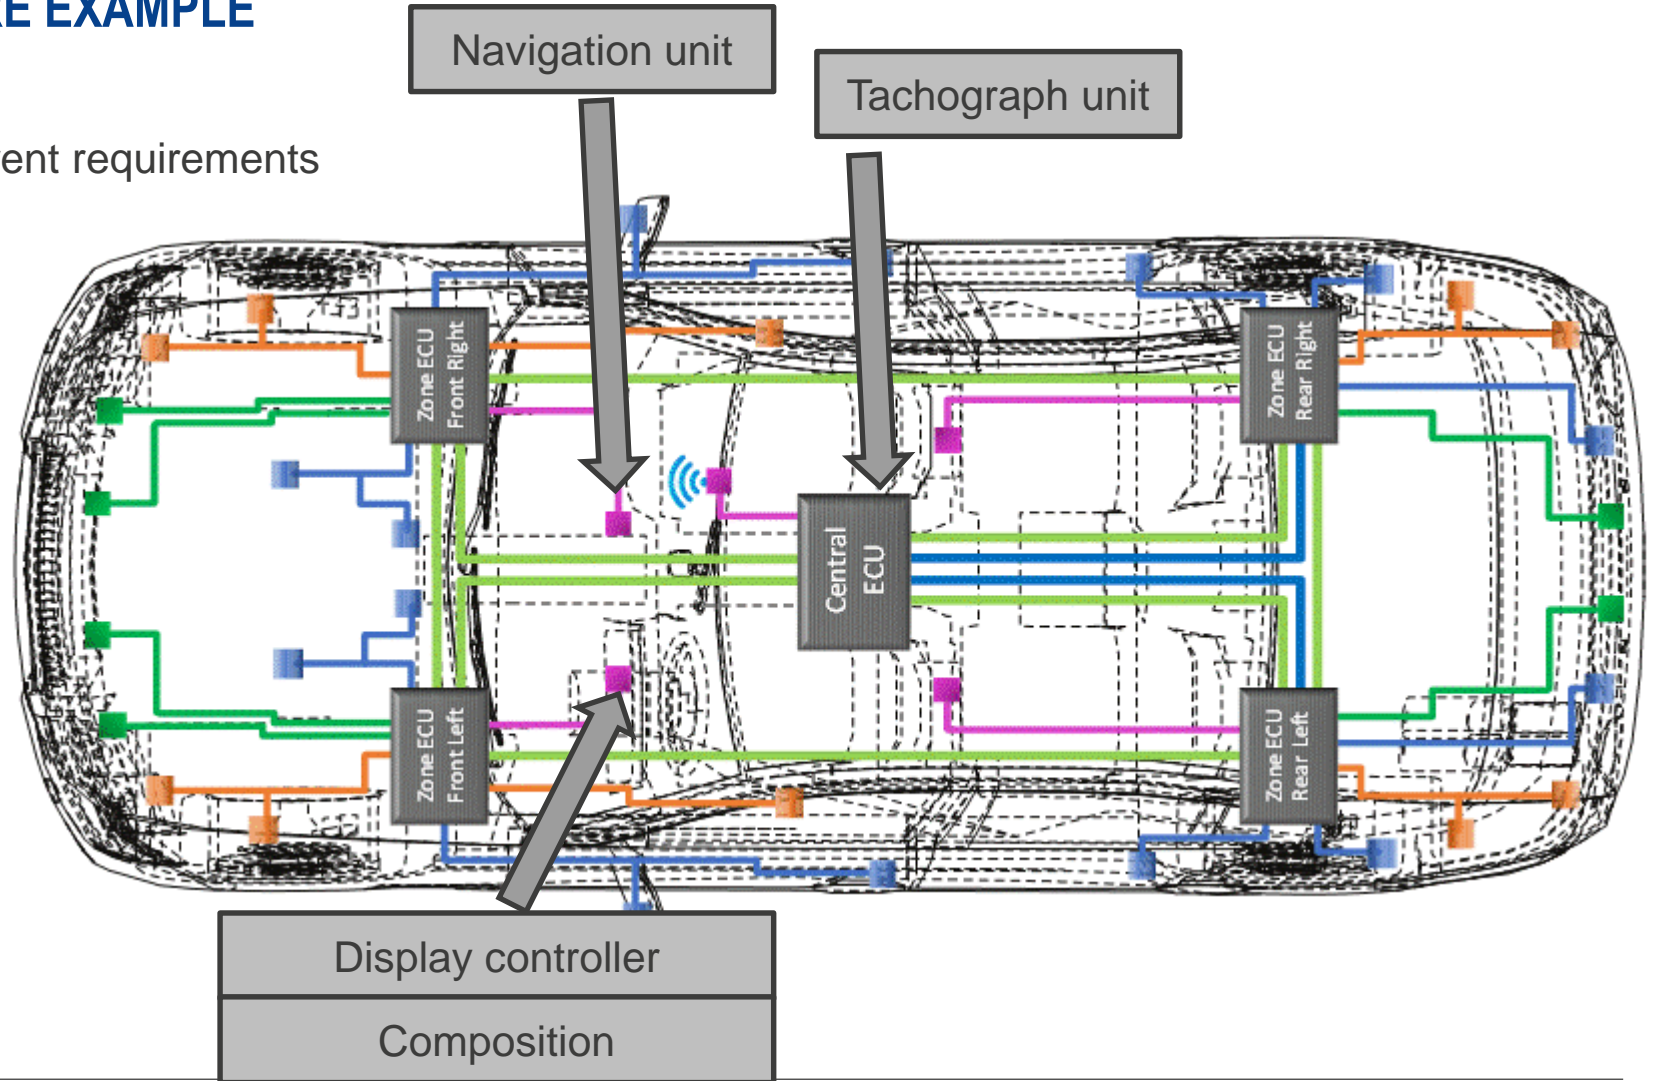 EXAMPLE
Navigation unit
Tachograph unit
requirements
Zone ECU
Front Right
Zone ECU
Rear Right
Central
ECU
Zone ECU
Front Left
Zone ECU
Rear Left
Display controller
Composition